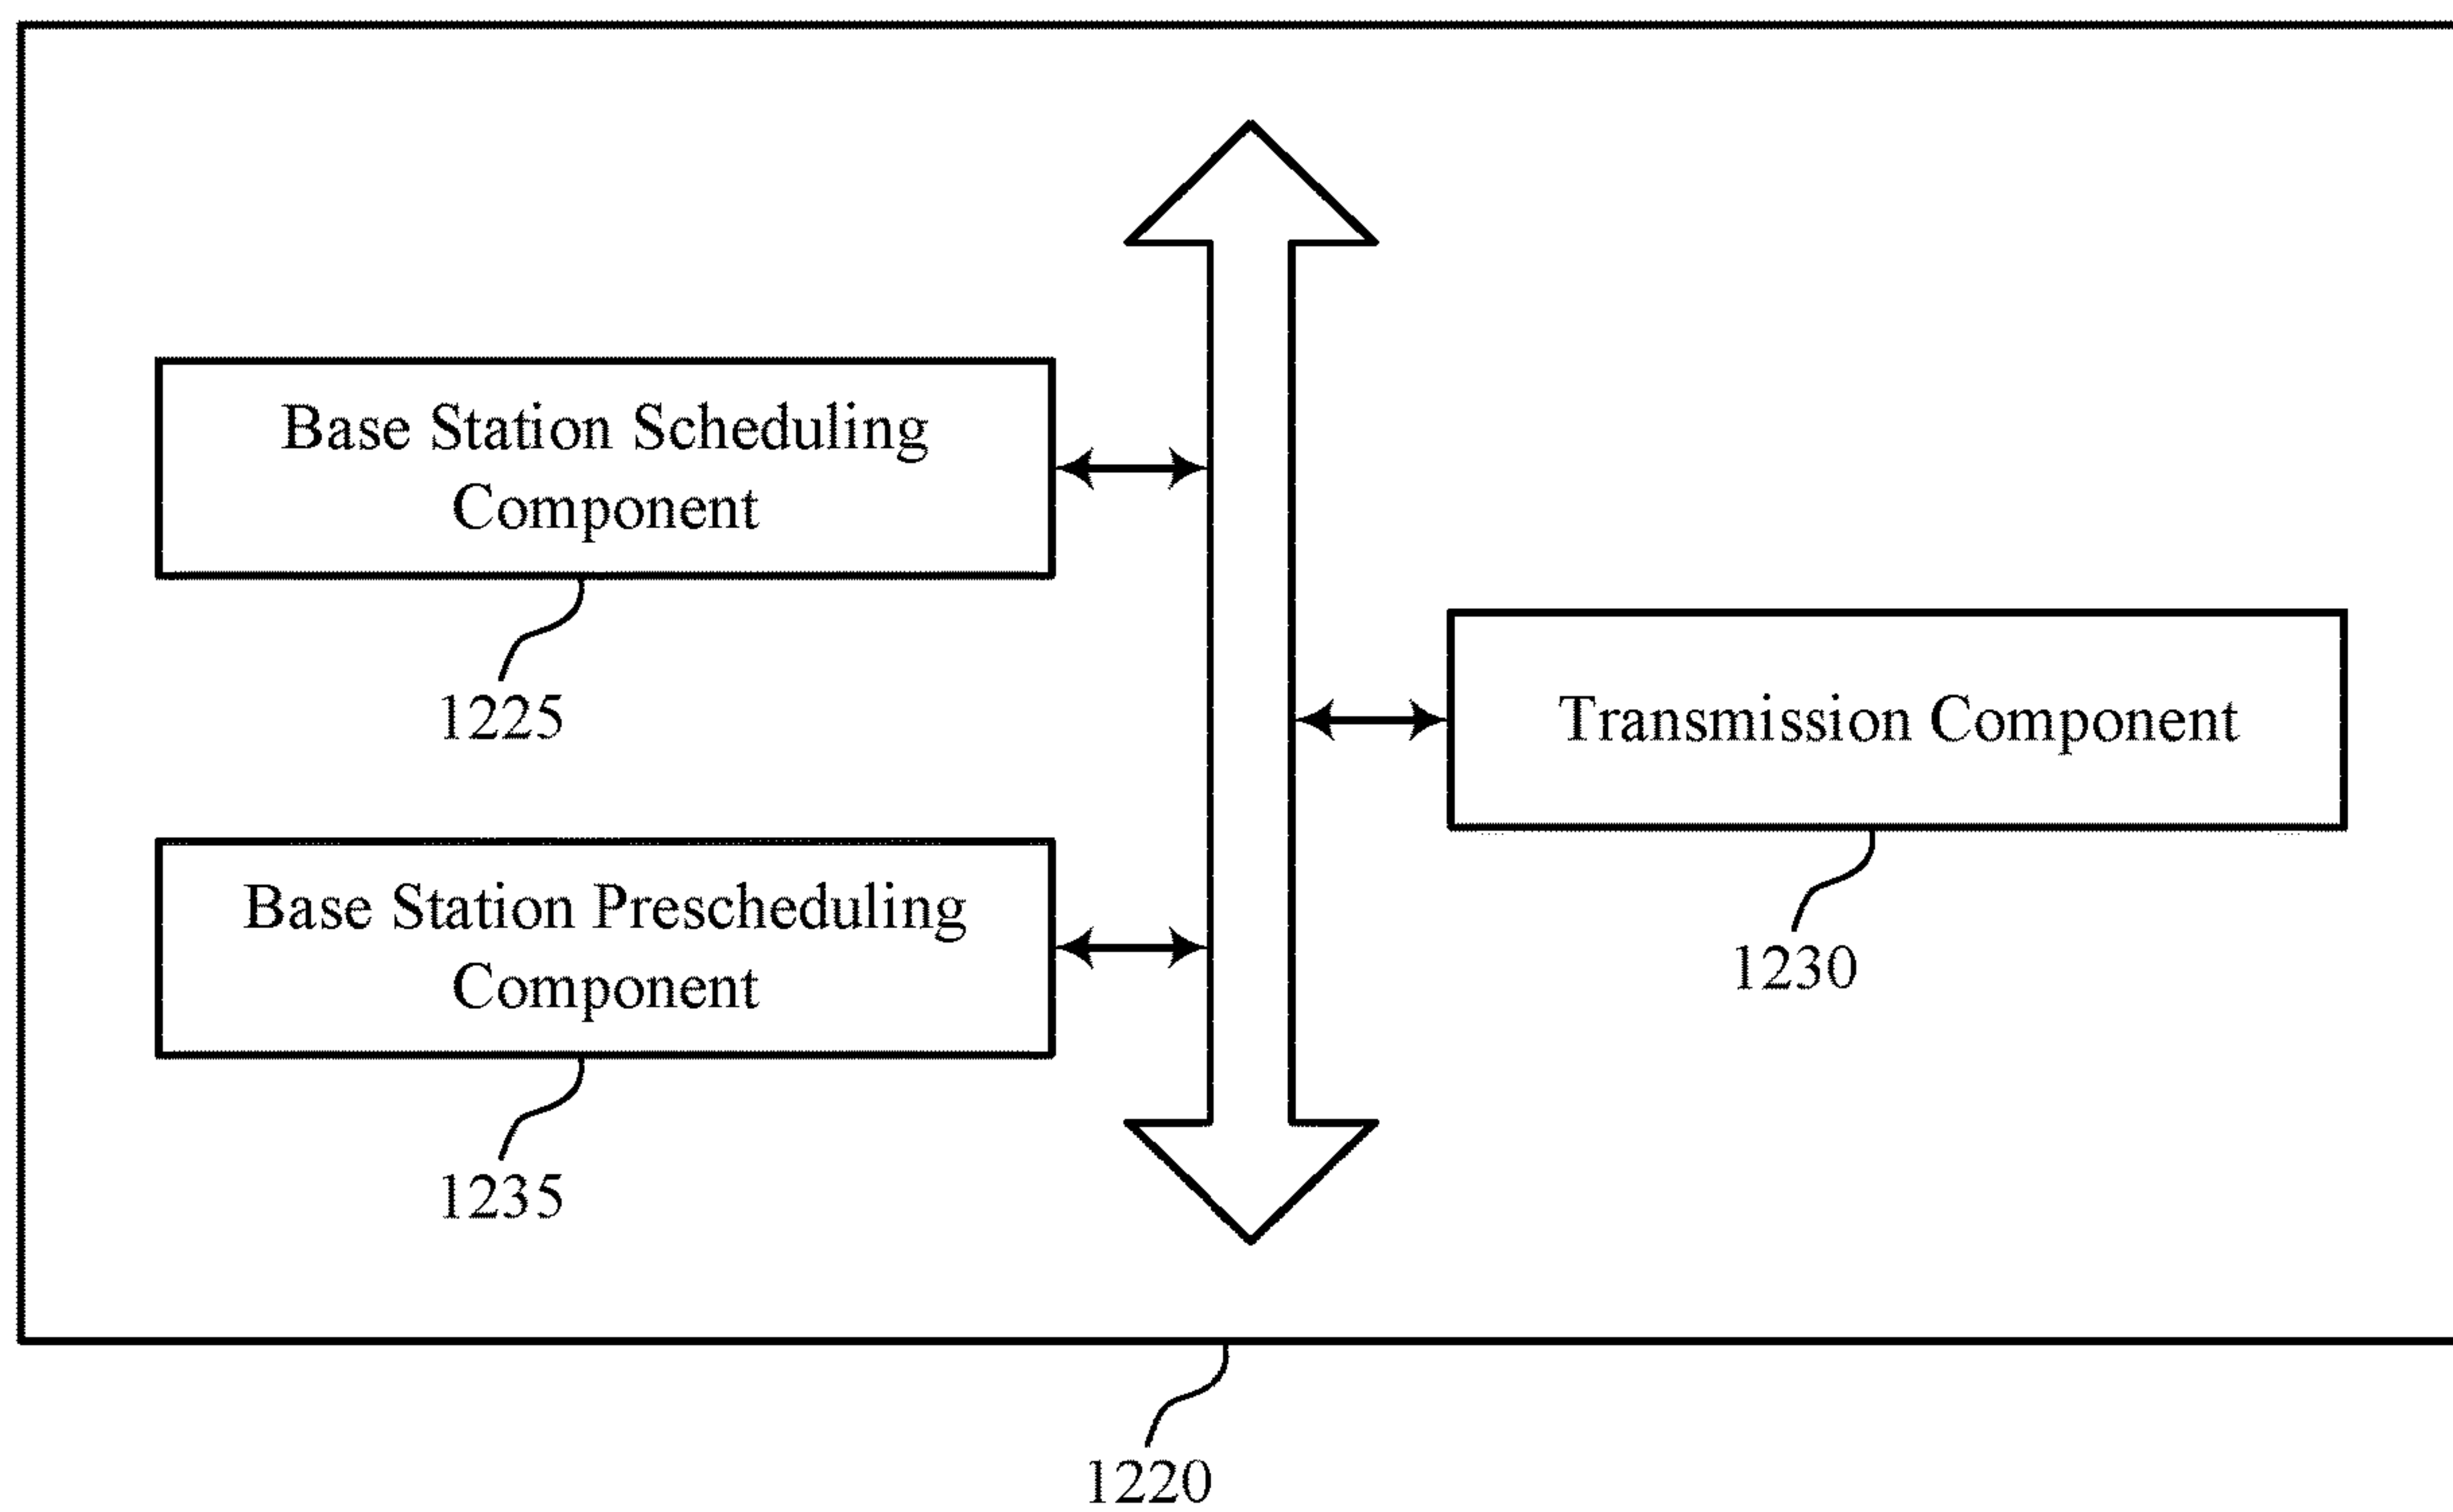 Base Station Scheduling
Component
1225
Transmission Component
1230
Base Station Prescheduling
Component
1235
1220